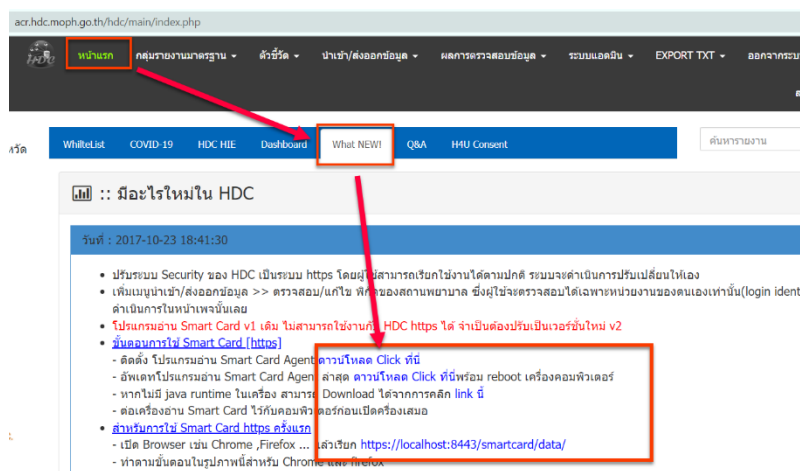 acr.hdc.moph.go.th/hdc/main/index.php
หน้าแรก กลุ่มรายงานมาตรฐาน ตัวชี้วัด นำเข้า/ส่งออกข้อมูล ผลการตรวจสอบข้อมูล ระบบแอดมิน EXPORT TXT ออกจากระบบ
WhilteList COVID-19 HDC HIE Dashboard What NEW! Q&A H4U Consent ค้นหารายงาน
:: มีอะไรใหม่ใน HDC
วันที่ : 2017-10-23 18:41:30
• ปรับระบบ Security ของ HDC เป็นระบบ https โดยผู้ใช้สามารถเรียกใช้งานได้ตามปกติ ระบบจะดำเนินการปรับเปลี่ยนให้เอง
• เพิ่มเมนูนำเข้า/ส่งออกข้อมูล >> ตรวจสอบ/แก้ไข พิกัดของสถานพยาบาล ซึ่งผู้ใช้จะตรวจสอบได้เฉพาะหน่วยงานของตนเองเท่านั้น(login ident
ดำเนินการในหน้าเพจนั้นเลย
• โปรแกรมอ่าน Smart Card v1 เดิม ไม่สามารถใช้งานกับ HDC https ได้ จำเป็นต้องปรับเป็นเวอร์ชั่นใหม่ v2
• ขั้นตอนการใช้ Smart Card [https]
- ติดตั้ง โปรแกรมอ่าน Smart Card Agent ดาวน์โหลด Click ที่นี่
- อัพเดทโปรแกรมอ่าน Smart Card Agent ล่าสุด ดาวน์โหลด Click ที่นี่พร้อม reboot เครื่องคอมพิวเตอร์
- หากไม่มี java runtime ในเครื่อง สามารถ Download ได้จากการคลิก link นี้
- ต่อเครื่องอ่าน Smart Card ไว้กับคอมพิวเตอร์ก่อนเปิดเครื่องเสมอ
• สำหรับการใช้ Smart Card https ครั้งแรก
- เปิด Browser เช่น Chrome ,Firefox ... แล้วเรียก https://localhost:8443/smartcard/data/
- ทำตามขั้นตอนในรูปภาพนี้สำหรับ Chrome และ firefox